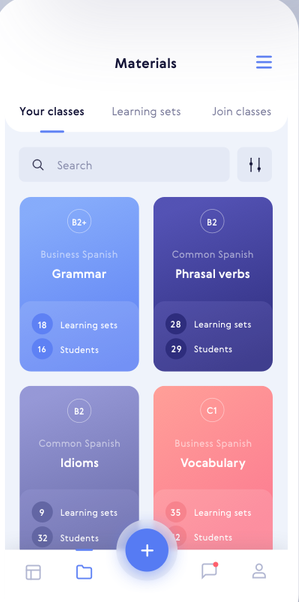 Materials
Your classes Learning sets Join classes
Search
B2+
Business Spanish
Grammar
18 Learning sets
16 Students
B2
Common Spanish
Phrasal verbs
28 Learning sets
29 Students
B2
Common Spanish
Idioms
9 Learning sets
32 Students
C1
Business Spanish
Vocabulary
35 Learning sets
Students